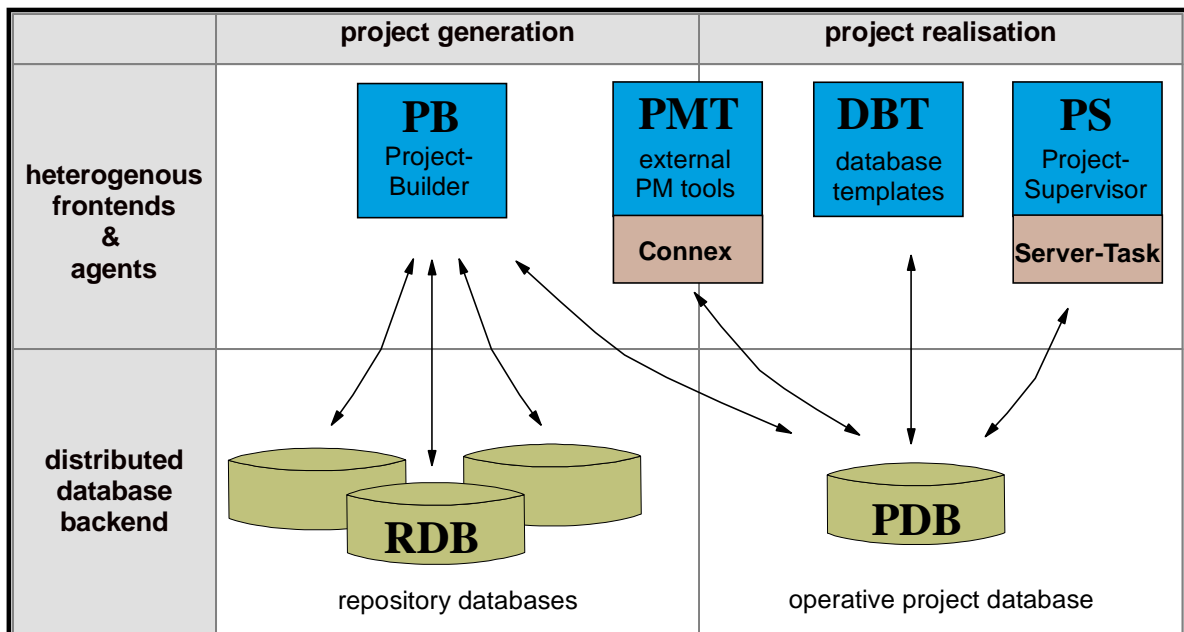 project generation
project realisation
heterogenous
frontends
&
agents
PB
Project-
Builder
PMT
external
PM tools
Connex
DBT
database
templates
PS
Project-
Supervisor
Server-Task
distributed
database
backend
RDB
repository databases
PDB
operative project database